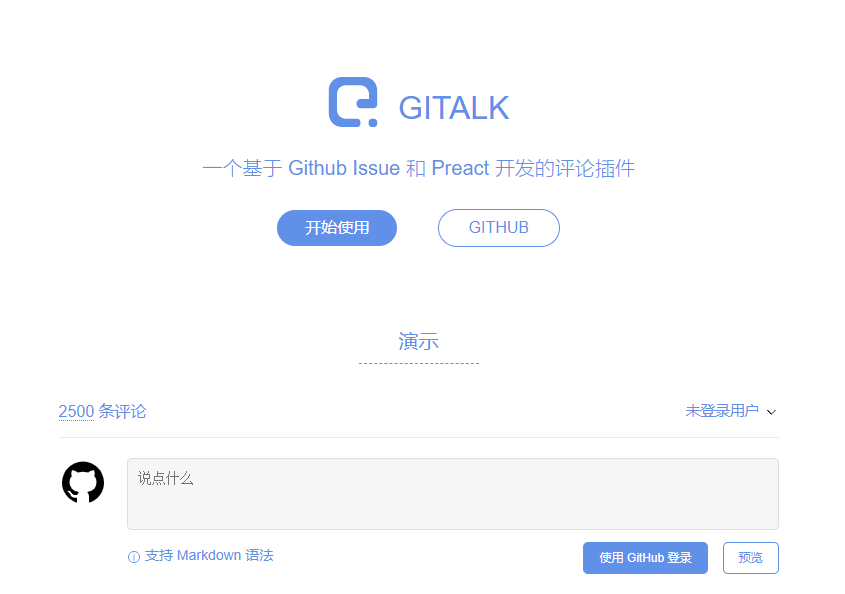 GITALK
一个基于 Github Issue 和 Preact 开发的评论插件
开始使用 GITHUB
演示
2500 条评论 未登录用户
说点什么
支持 Markdown 语法 使用 GitHub 登录 预览